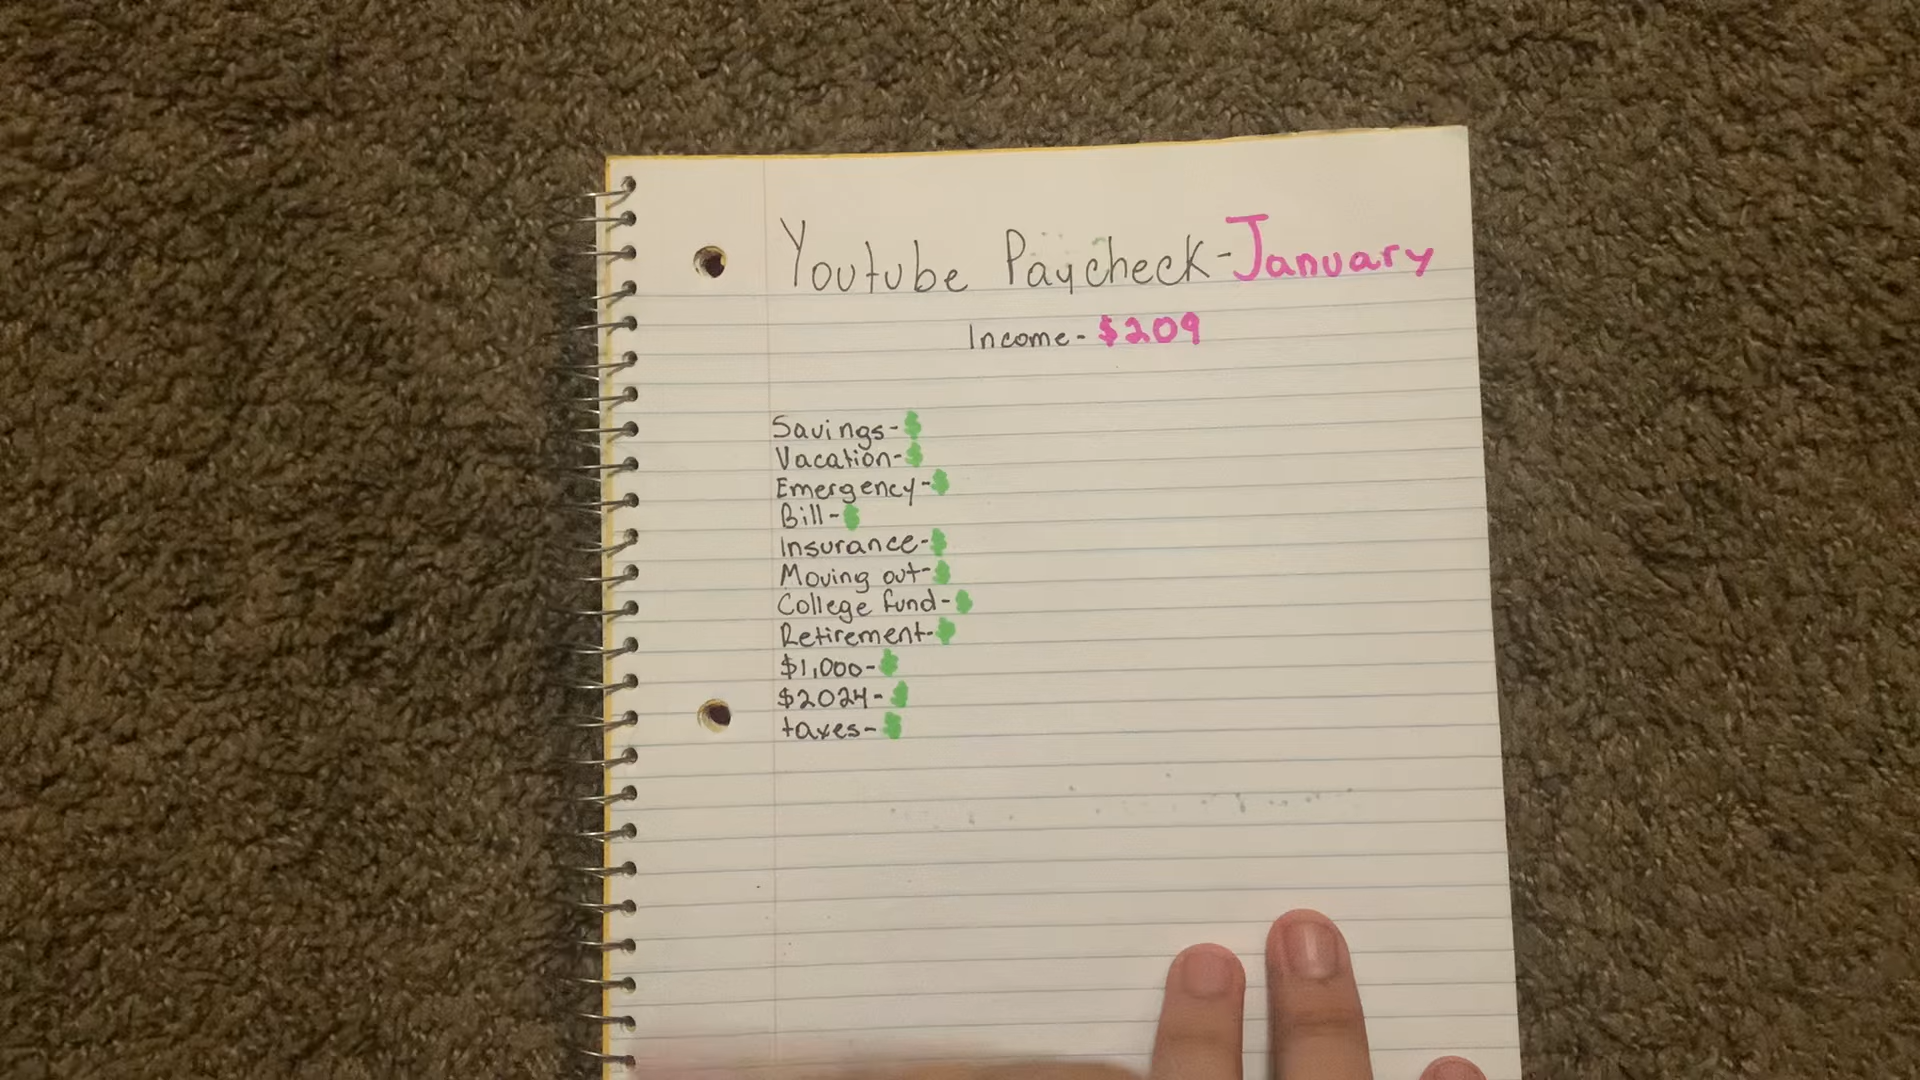 Youtube Paycheck-January
Income-$209
Savings-$
Vacation-$
Emergency-$
Bill-$
Insurance-$
Moving out-$
College fund-$
Retirement-$
$1,000-$
$2024-$
taxes-$